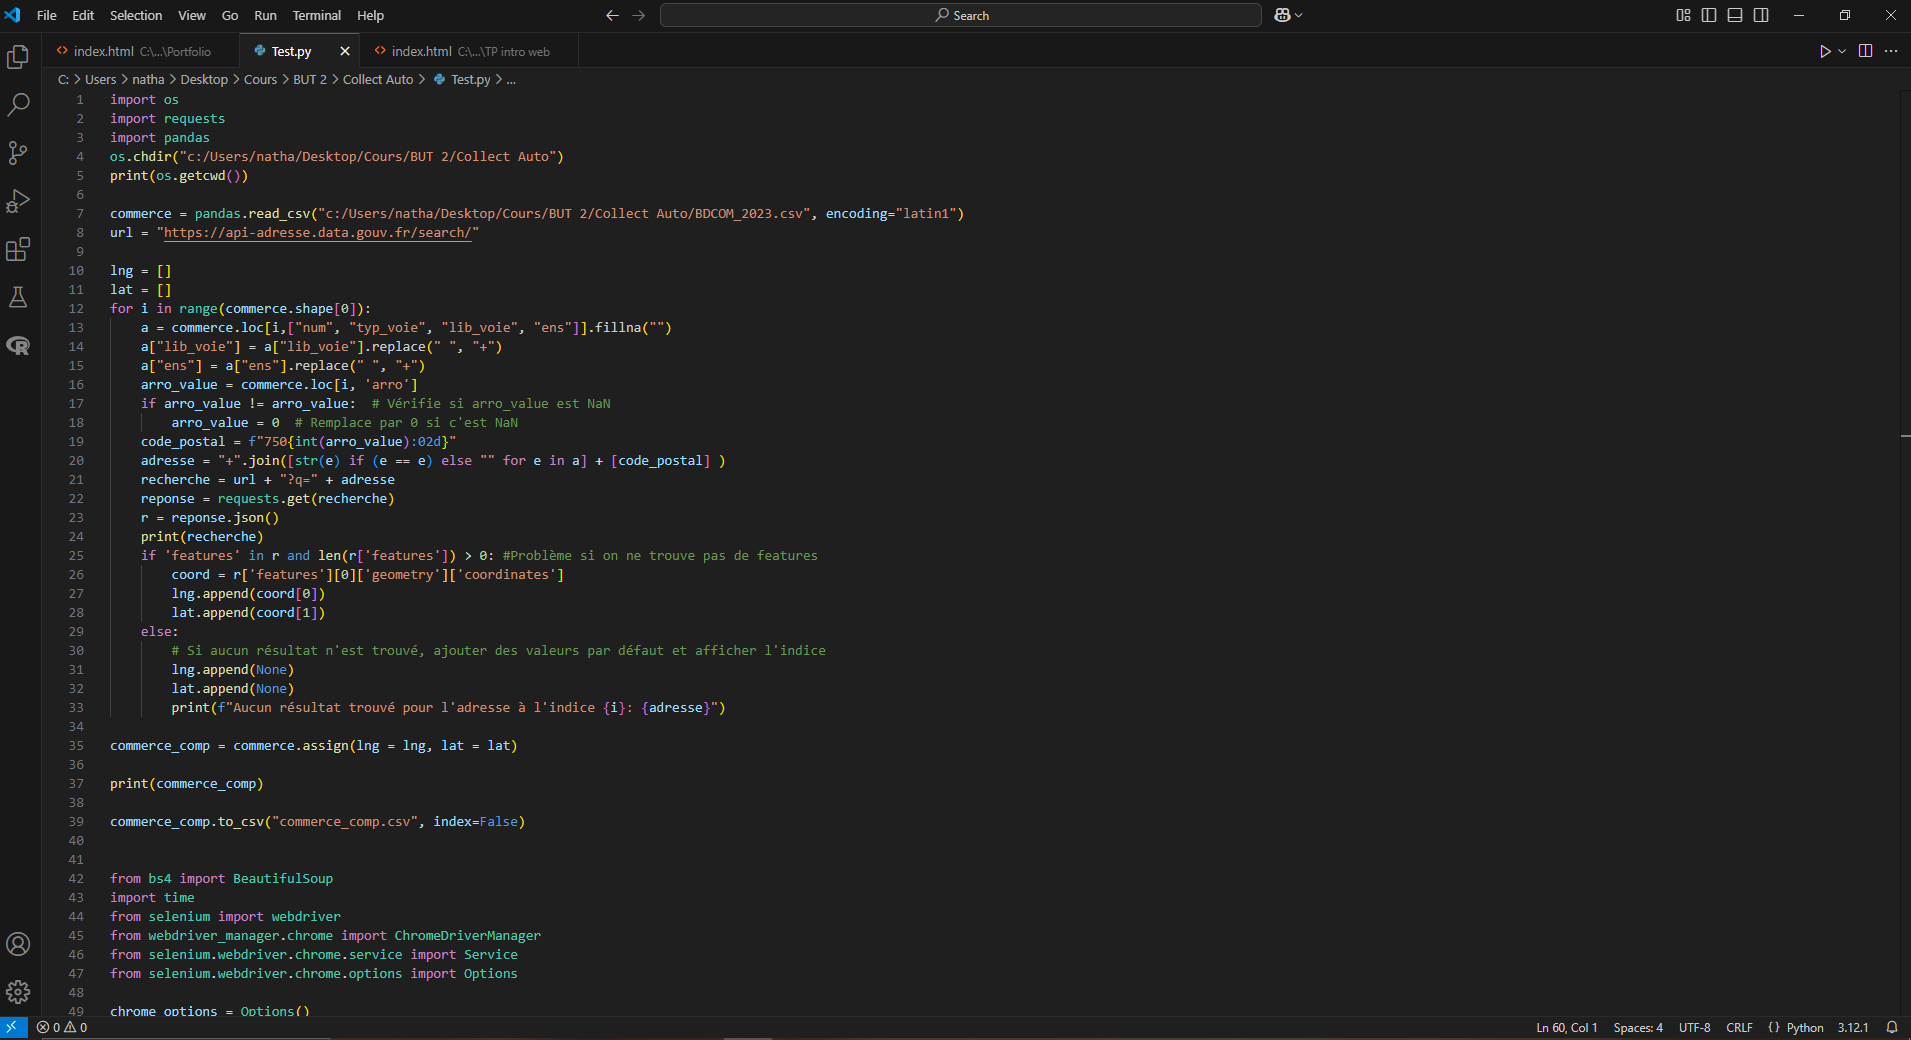 File Edit Selection View Go Run Terminal Help
Search
index.html C:\...\Portfolio
Test.py
index.html C:\...\TP intro web
C: > Users > natha > Desktop > Cours > BUT 2 > Collect Auto > Test.py > ...
1 import os
2 import requests
3 import pandas
4 os.chdir("c:/Users/natha/Desktop/Cours/BUT 2/Collect Auto")
5 print(os.getcwd())
6
7 commerce = pandas.read_csv("c:/Users/natha/Desktop/Cours/BUT 2/Collect Auto/BDCOM_2023.csv", encoding="latin1")
8 url = "https://api-adresse.data.gouv.fr/search/"
9
10 lng = []
11 lat = []
12 for i in range(commerce.shape[0]):
13     a = commerce.loc[i,["num", "typ_voie", "lib_voie", "ens"]].fillna("")
14     a["lib_voie"] = a["lib_voie"].replace(" ", "+")
15     a["ens"] = a["ens"].replace(" ", "+")
16     arro_value = commerce.loc[i, 'arro']
17     if arro_value != arro_value:  # Vérifie si arro_value est NaN
18         arro_value = 0  # Remplace par 0 si c'est NaN
19     code_postal = f"750{int(arro_value):02d}"
20     adresse = "+".join([str(e) if (e == e) else "" for e in a] + [code_postal] )
21     recherche = url + "?q=" + adresse
22     reponse = requests.get(recherche)
23     r = reponse.json()
24     print(recherche)
25     if 'features' in r and len(r['features']) > 0: #Problème si on ne trouve pas de features
26         coord = r['features'][0]['geometry']['coordinates']
27         lng.append(coord[0])
28         lat.append(coord[1])
29     else:
30         # Si aucun résultat n'est trouvé, ajouter des valeurs par défaut et afficher l'indice
31         lng.append(None)
32         lat.append(None)
33         print(f"Aucun résultat trouvé pour l'adresse à l'indice {i}: {adresse}")
34
35 commerce_comp = commerce.assign(lng = lng, lat = lat)
36
37 print(commerce_comp)
38
39 commerce_comp.to_csv("commerce_comp.csv", index=False)
40
41
42 from bs4 import BeautifulSoup
43 import time
44 from selenium import webdriver
45 from webdriver_manager.chrome import ChromeDriverManager
46 from selenium.webdriver.chrome.service import Service
47 from selenium.webdriver.chrome.options import Options
48
49 chrome_options = Options()
0 0 Ln 60, Col 1 Spaces: 4 UTF-8 CRLF {} Python 3.12.1